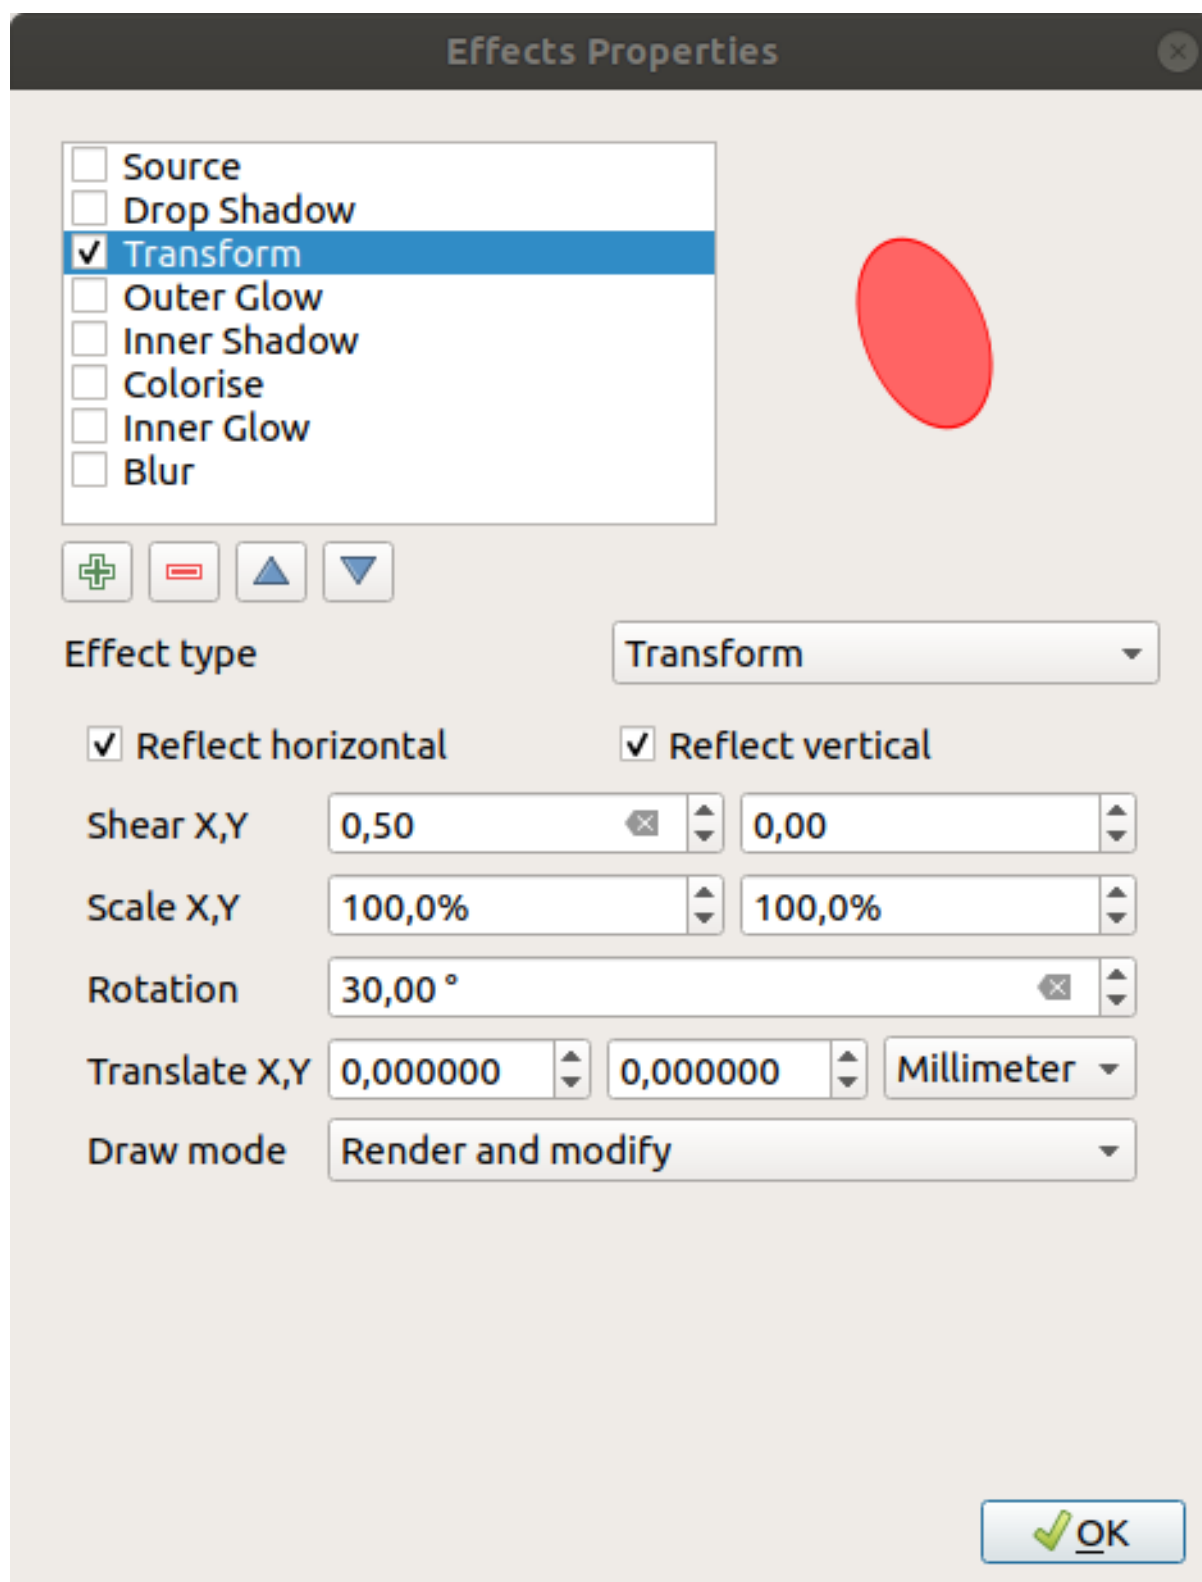 Effects Properties
Source
Drop Shadow
Transform
Outer Glow
Inner Shadow
Colorise
Inner Glow
Blur
Effect type Transform
Reflect horizontal Reflect vertical
Shear X,Y 0,50 0,00
Scale X,Y 100,0% 100,0%
Rotation 30,00 °
Translate X,Y 0,000000 0,000000 Millimeter
Draw mode Render and modify
OK